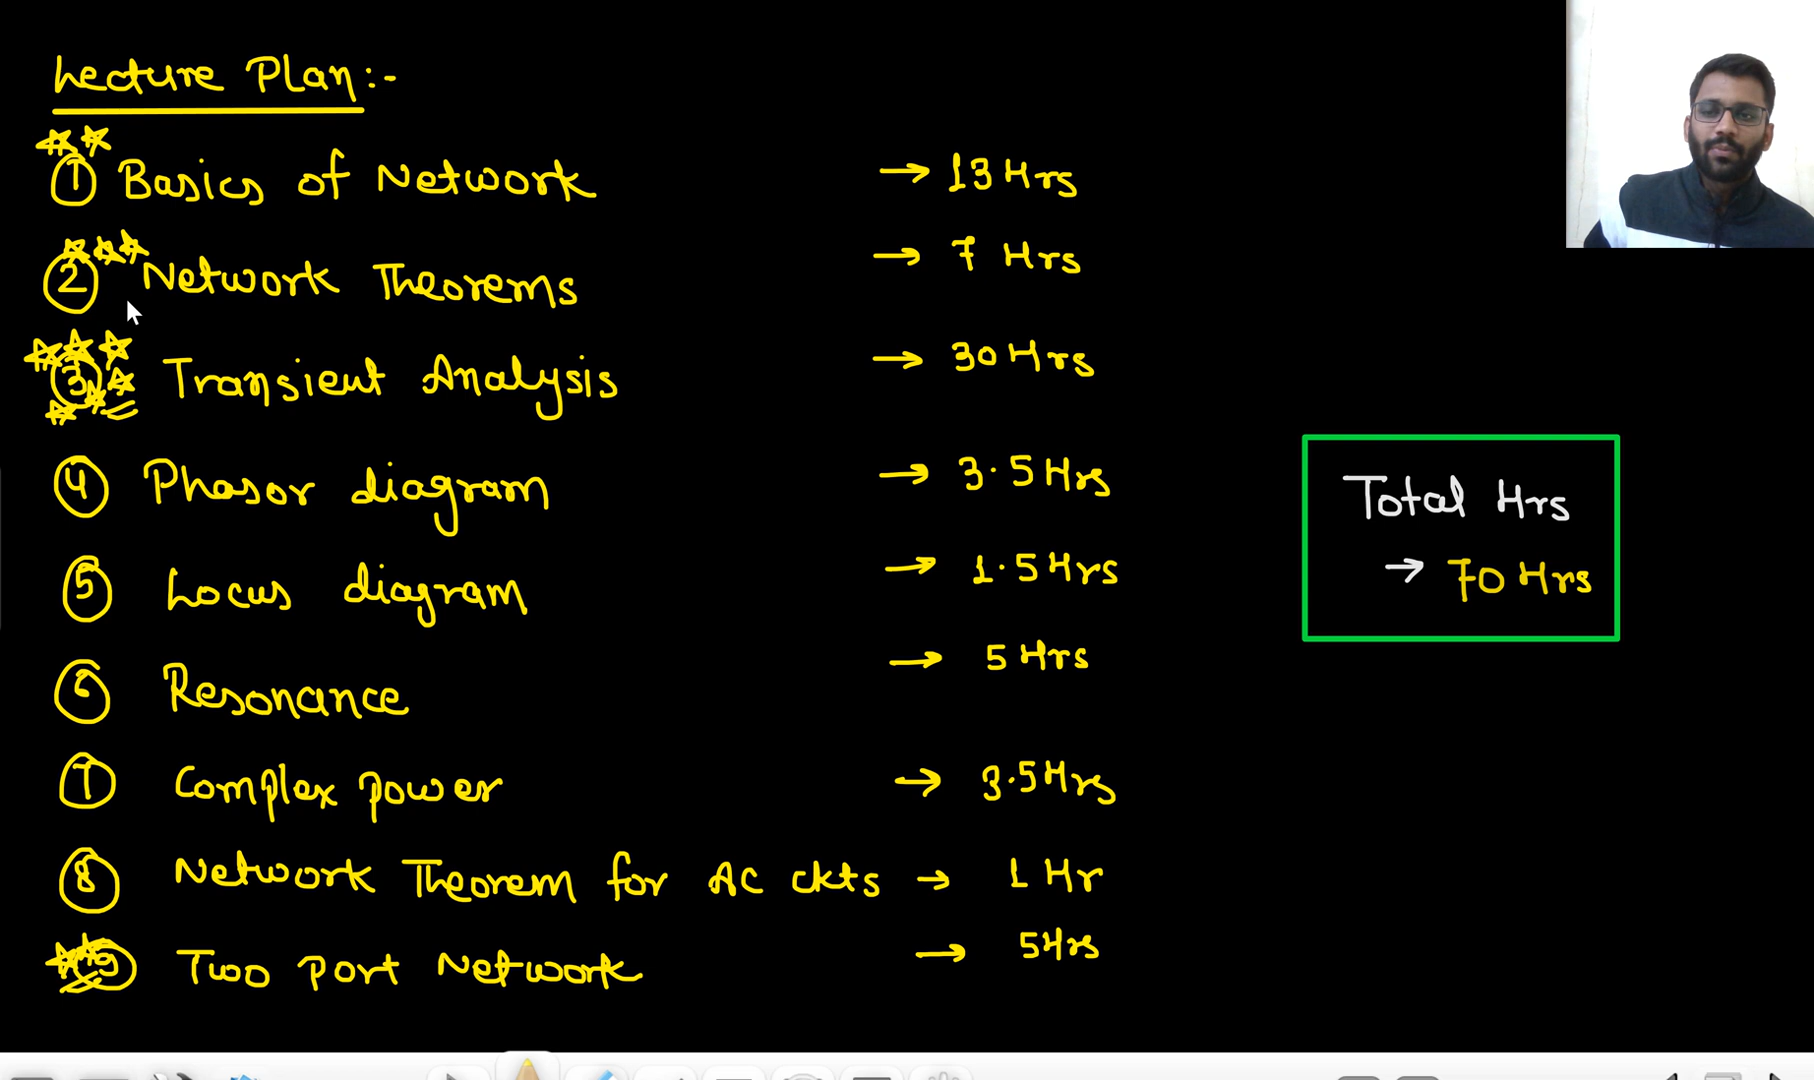 Lecture Plan:-
① Basics of Network → 13 Hrs
② Network Theorems → 7 Hrs
③ Transient Analysis → 30 Hrs
④ Phasor diagram → 3.5 Hrs
⑤ Locus diagram → 1.5 Hrs
⑥ Resonance → 5 Hrs
⑦ Complex power → 3.5 Hrs
⑧ Network Theorem for AC ckts → 1 Hr
⑨ Two port Network → 5 Hrs
Total Hrs
→ 70 Hrs